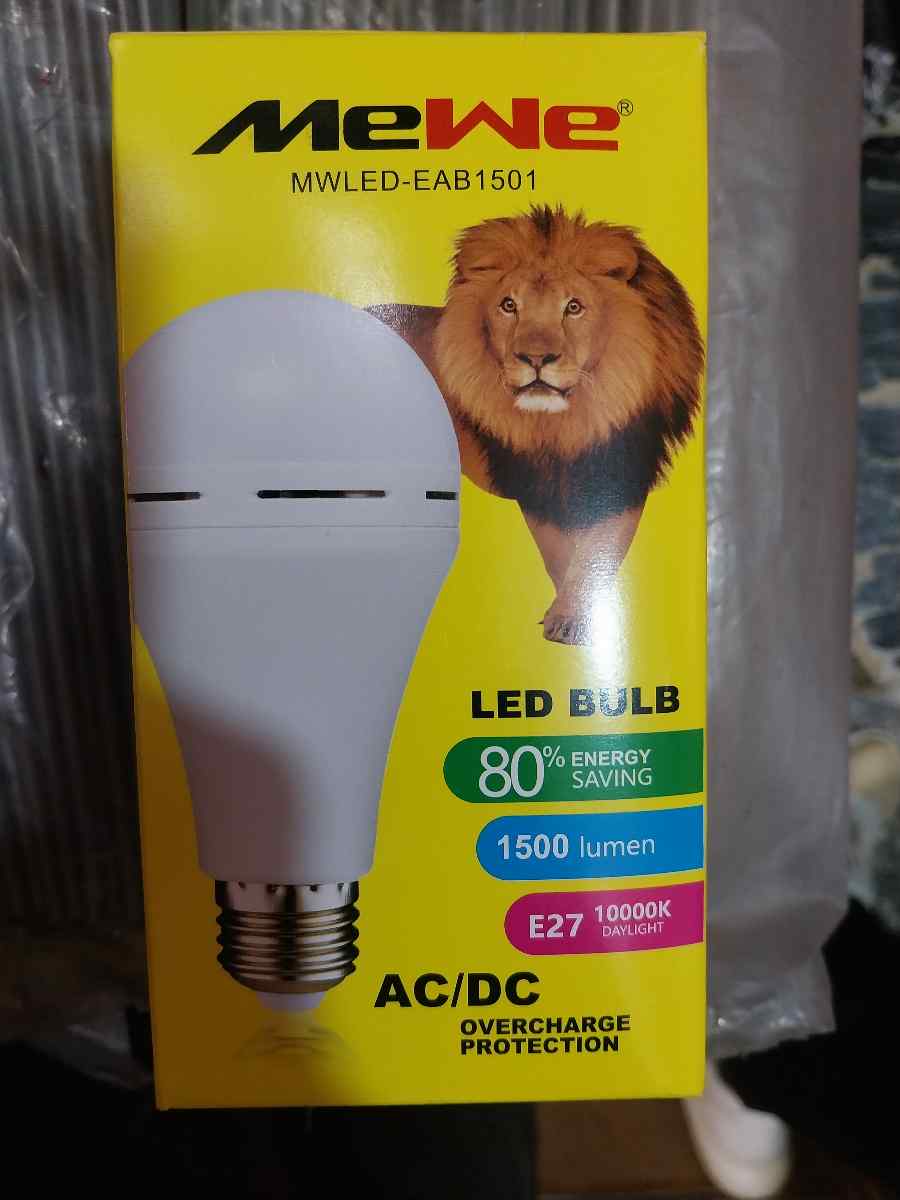 MeWe®
MWLED-EAB1501
LED BULB
80% ENERGY
SAVING
1500 lumen
E27 10000K
DAYLIGHT
AC/DC
OVERCHARGE
PROTECTION